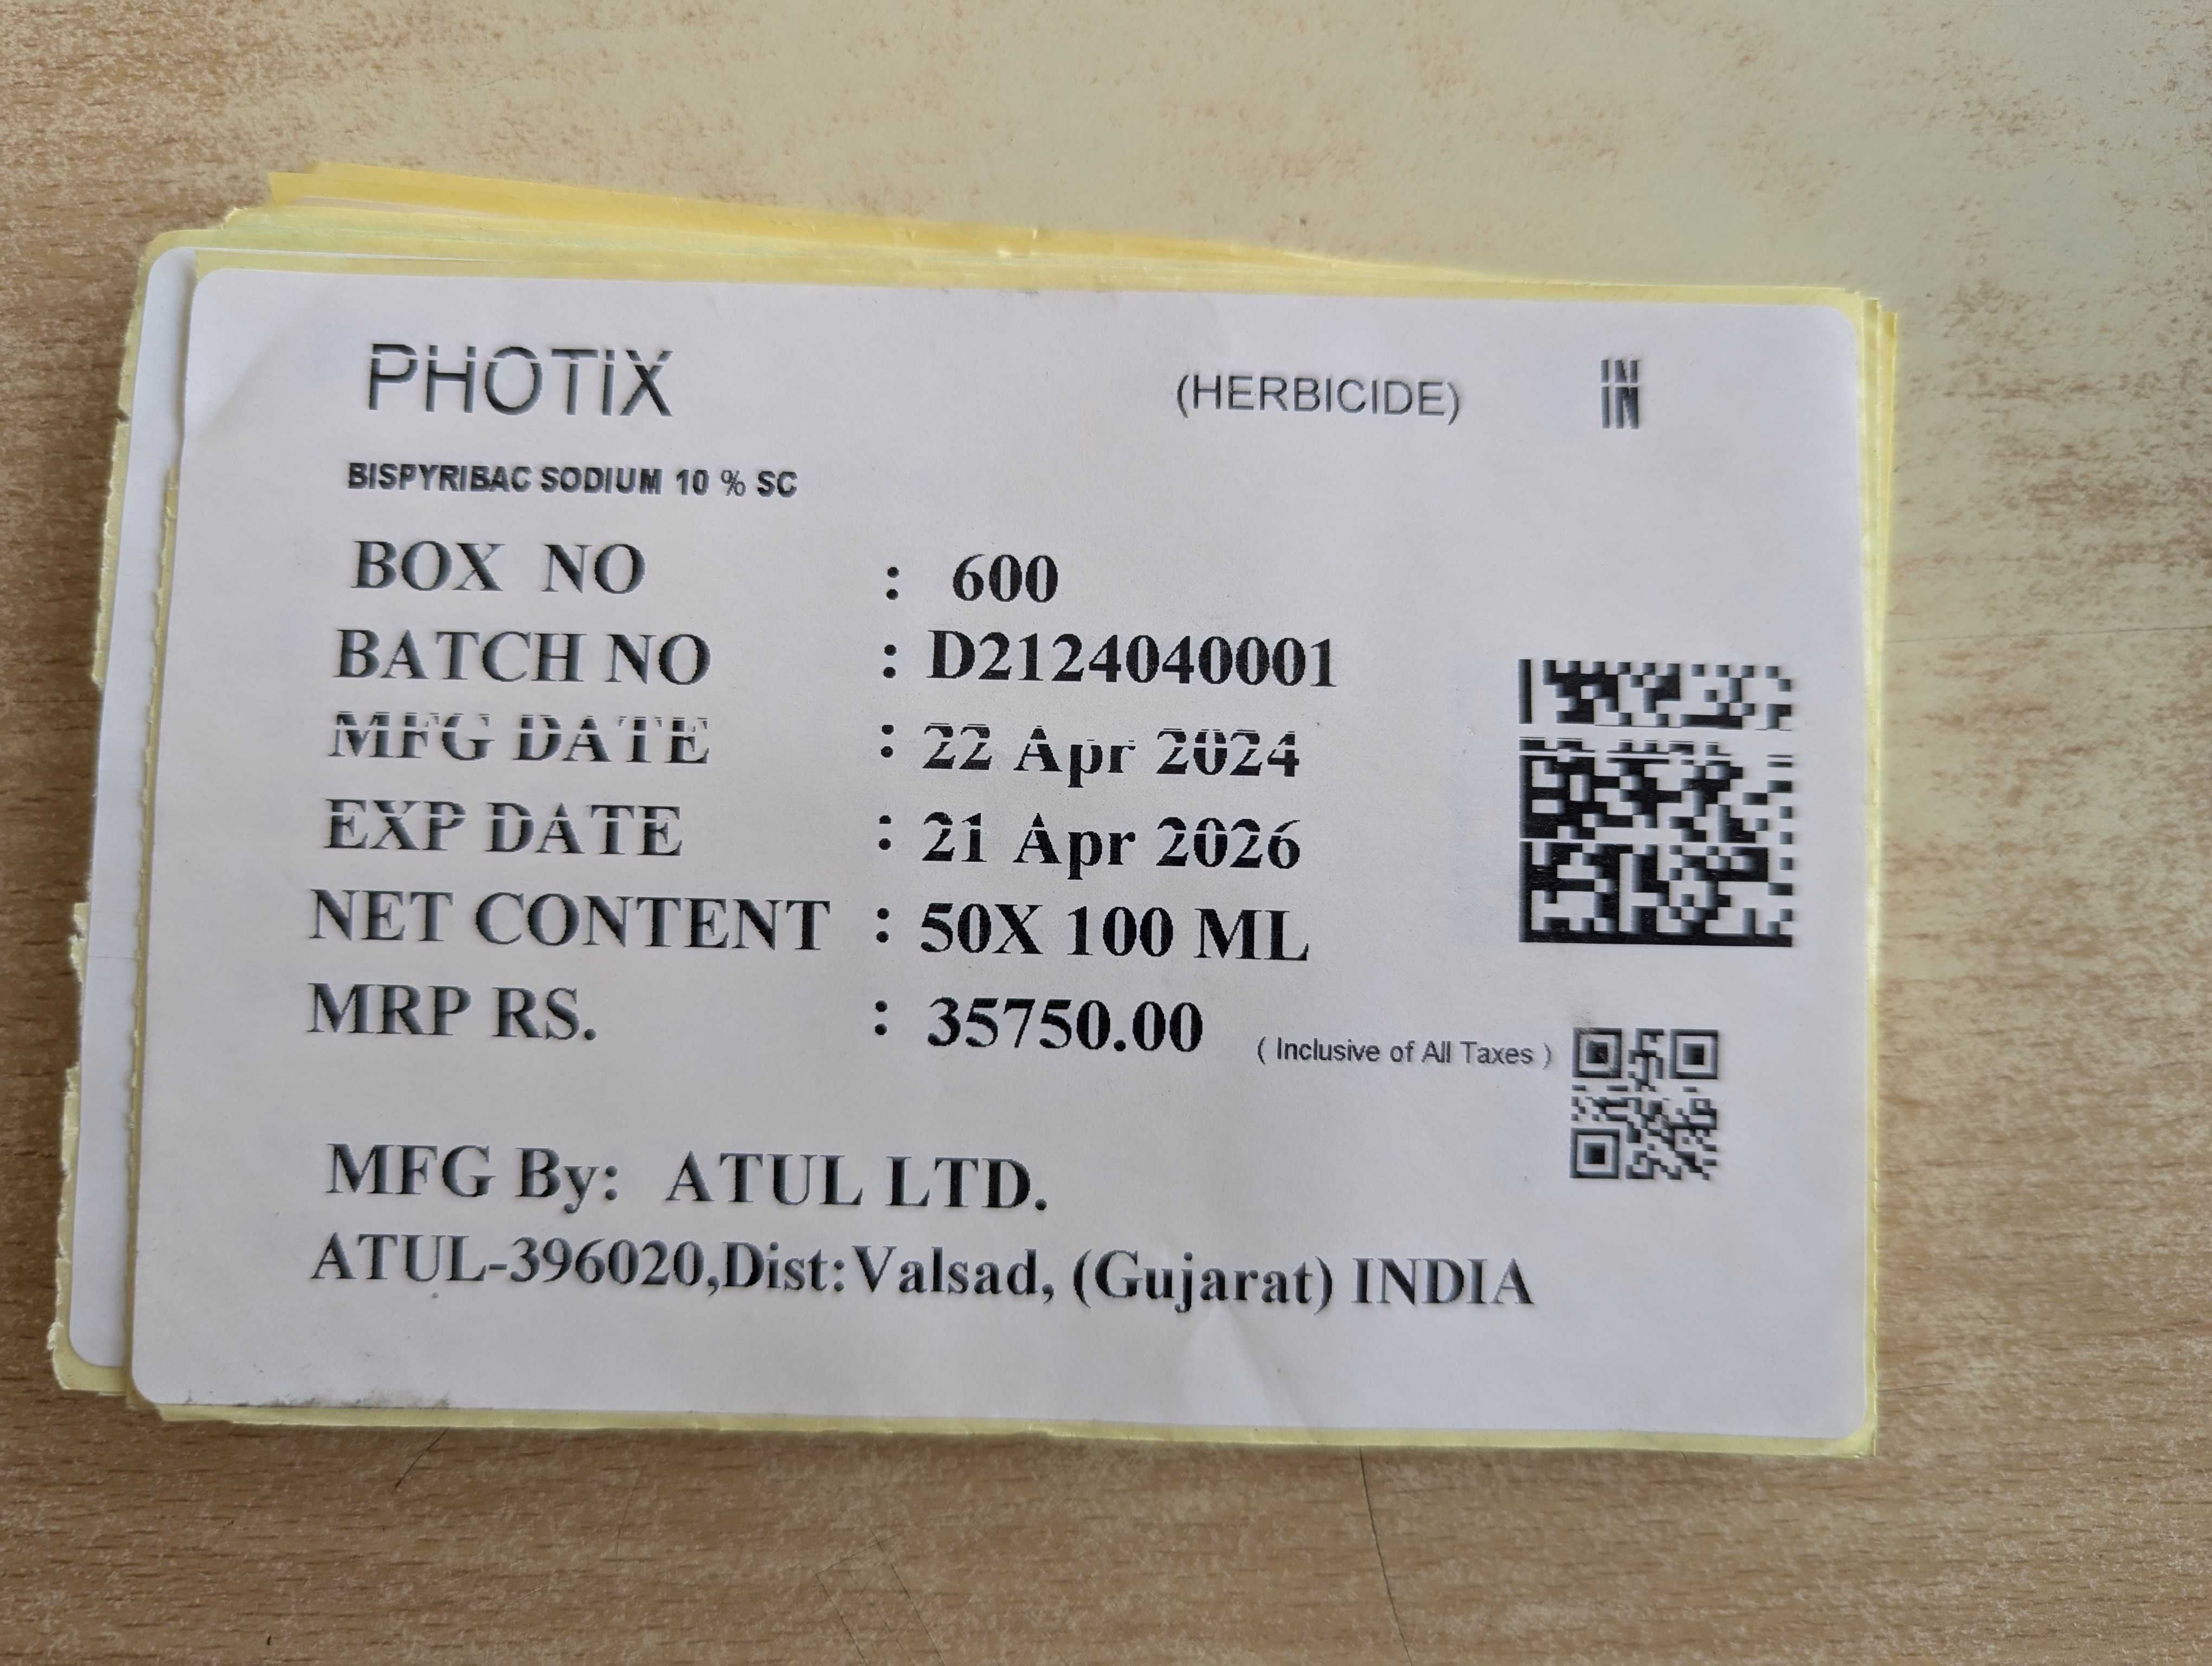 PHOTiX (HERBICIDE) IN
IN
BISPYRIBAC SODIUM 10 % SC
BOX NO : 600
BATCH NO : D2124040001
MFG DATE : 22 Apr 2024
EXP DATE : 21 Apr 2026
NET CONTENT : 50X 100 ML
MRP RS. : 35750.00 ( Inclusive of All Taxes )
MFG By: ATUL LTD.
ATUL-396020,Dist:Valsad, (Gujarat) INDIA